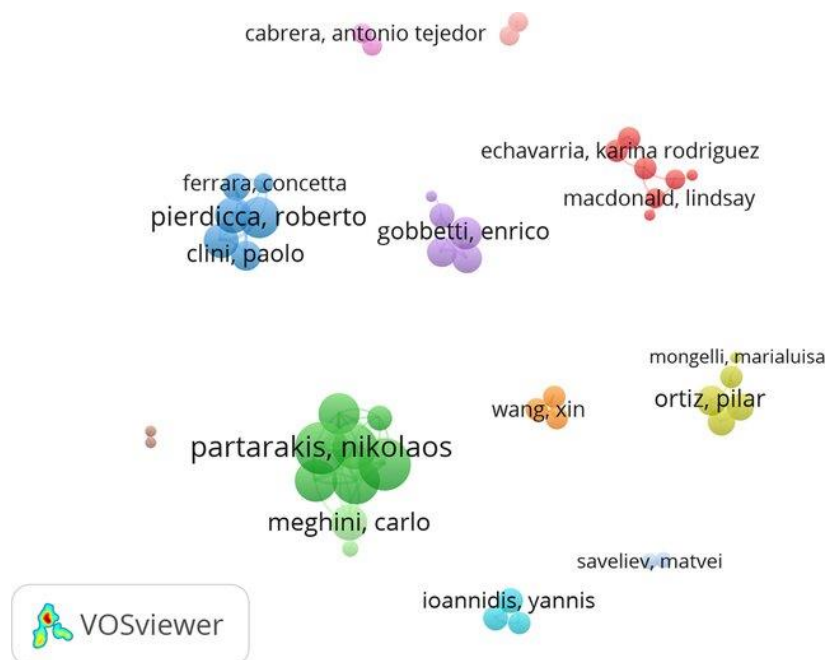 cabrera, antonio tejedor
echavarria, karina rodriguez
ferrara, concetta
macdonald, lindsay
pierdicca, roberto
gobbetti, enrico
clini, paolo
mongelli, marialuisa
ortiz, pilar
wang, xin
partarakis, nikolaos
meghini, carlo
saveliev, matvei
ioannidis, yannis
VOSviewer